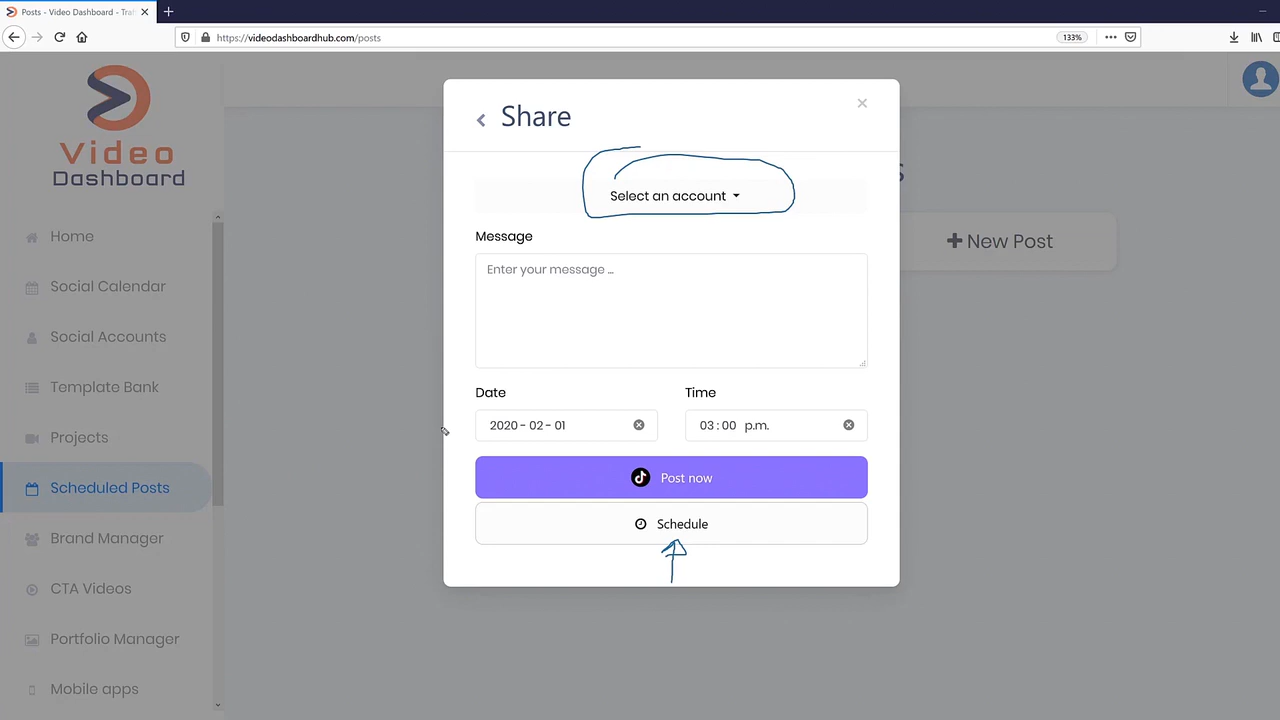 Posts - Video Dashboard - Tra
https://videodashboardhub.com/posts
133%
Video
Dashboard
Home
Social Calendar
Social Accounts
Template Bank
Projects
Scheduled Posts
Brand Manager
CTA Videos
Portfolio Manager
Mobile apps
Share
Select an account
Message
Enter your message ...
Date
Time
2020 - 02 - 01
03 : 00 p.m.
Post now
Schedule
s
New Post